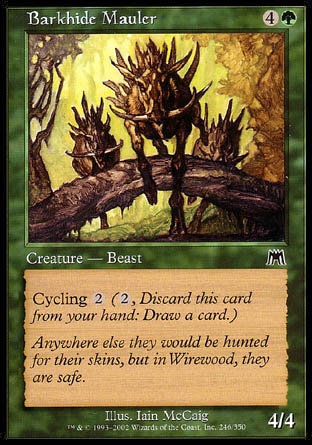 Barkhide Mauler 4
Creature — Beast
Cycling 2 (2, Discard this
card from your hand: Draw a card.)
Anywhere else they would be hunted
for their skins, but in Wirewood, they
are safe.
Illus. Iain McCaig
™ & © 1993–2002 Wizards of the Coast, Inc. 246/350
4/4